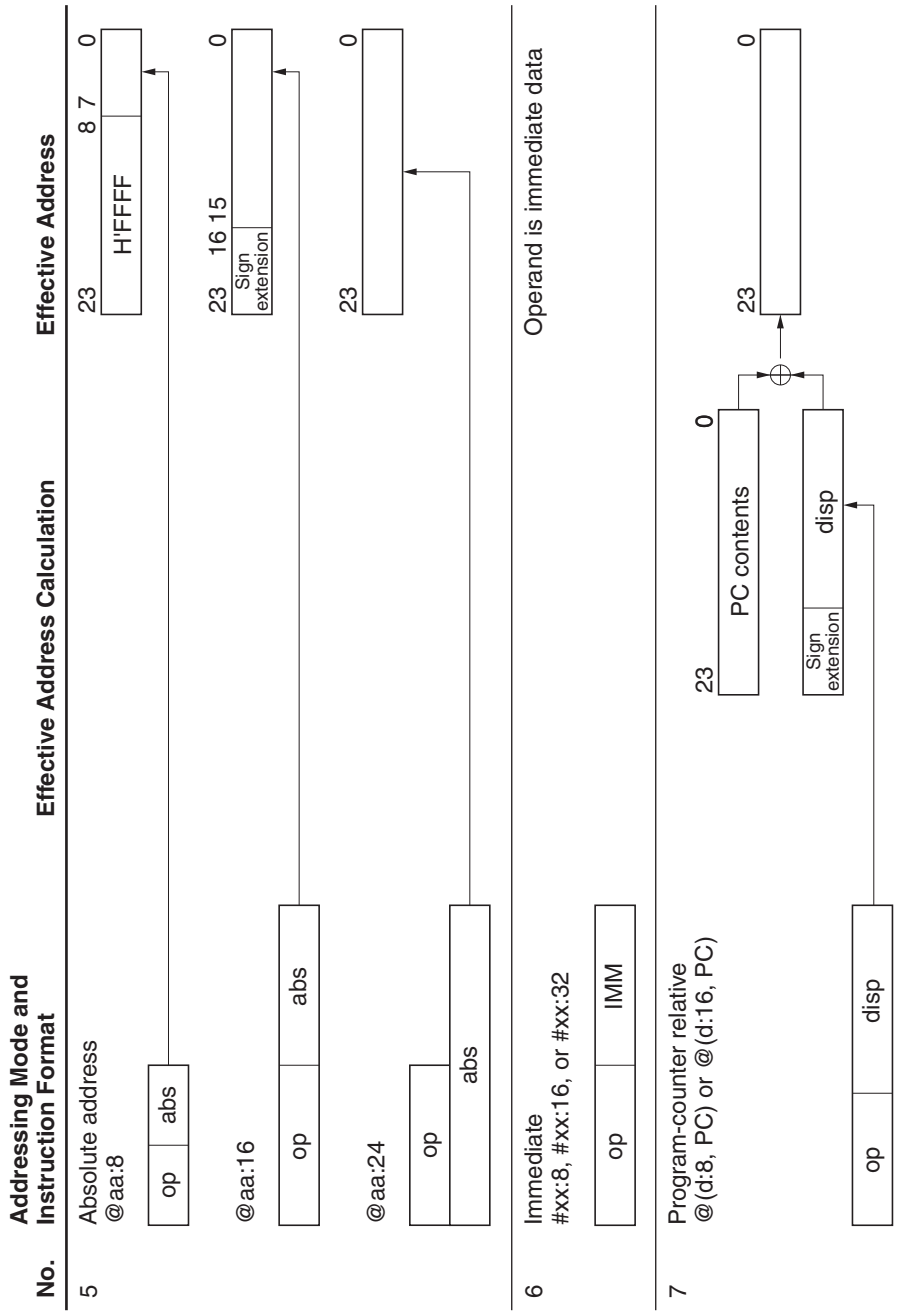 No. Addressing Mode and Instruction Format Effective Address Calculation Effective Address
5 Absolute address
@aa:8
op abs
23 8 7 0
H'FFFF
@aa:16
op abs
23 16 15 0
Sign extension
@aa:24
op
abs
23 0
6 Immediate
#xx:8, #xx:16, or #xx:32
Operand is immediate data
op IMM
7 Program-counter relative
@(d:8, PC) or @(d:16, PC)
23 0
PC contents
23 0
Sign extension disp
op disp